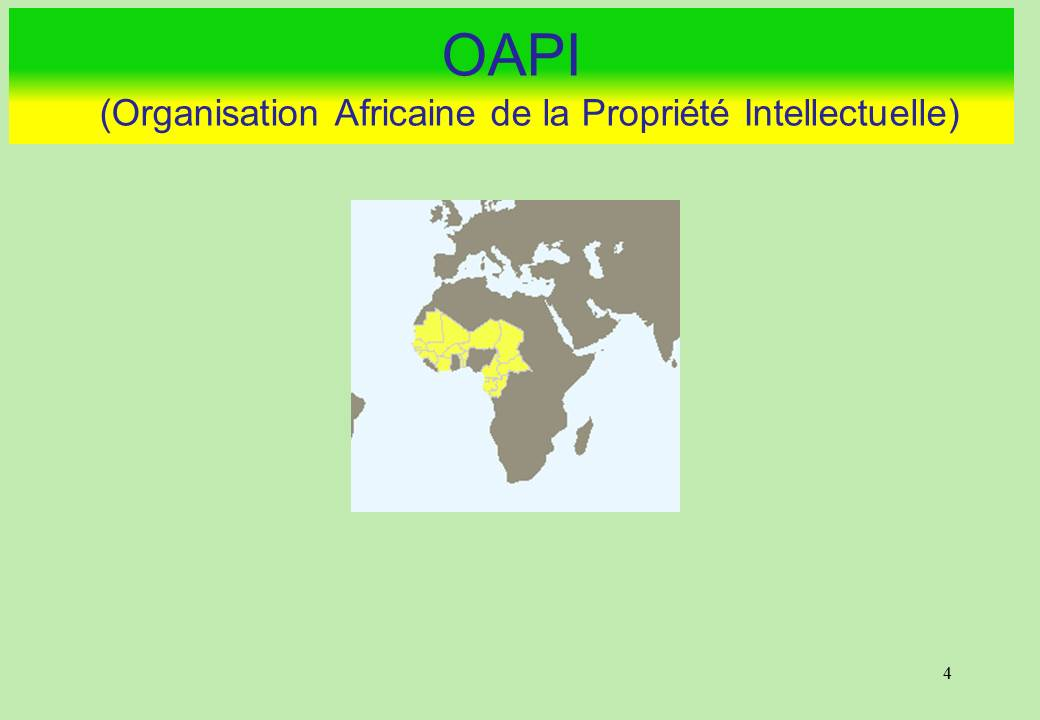 OAPI
(Organisation Africaine de la Propriété Intellectuelle)
4